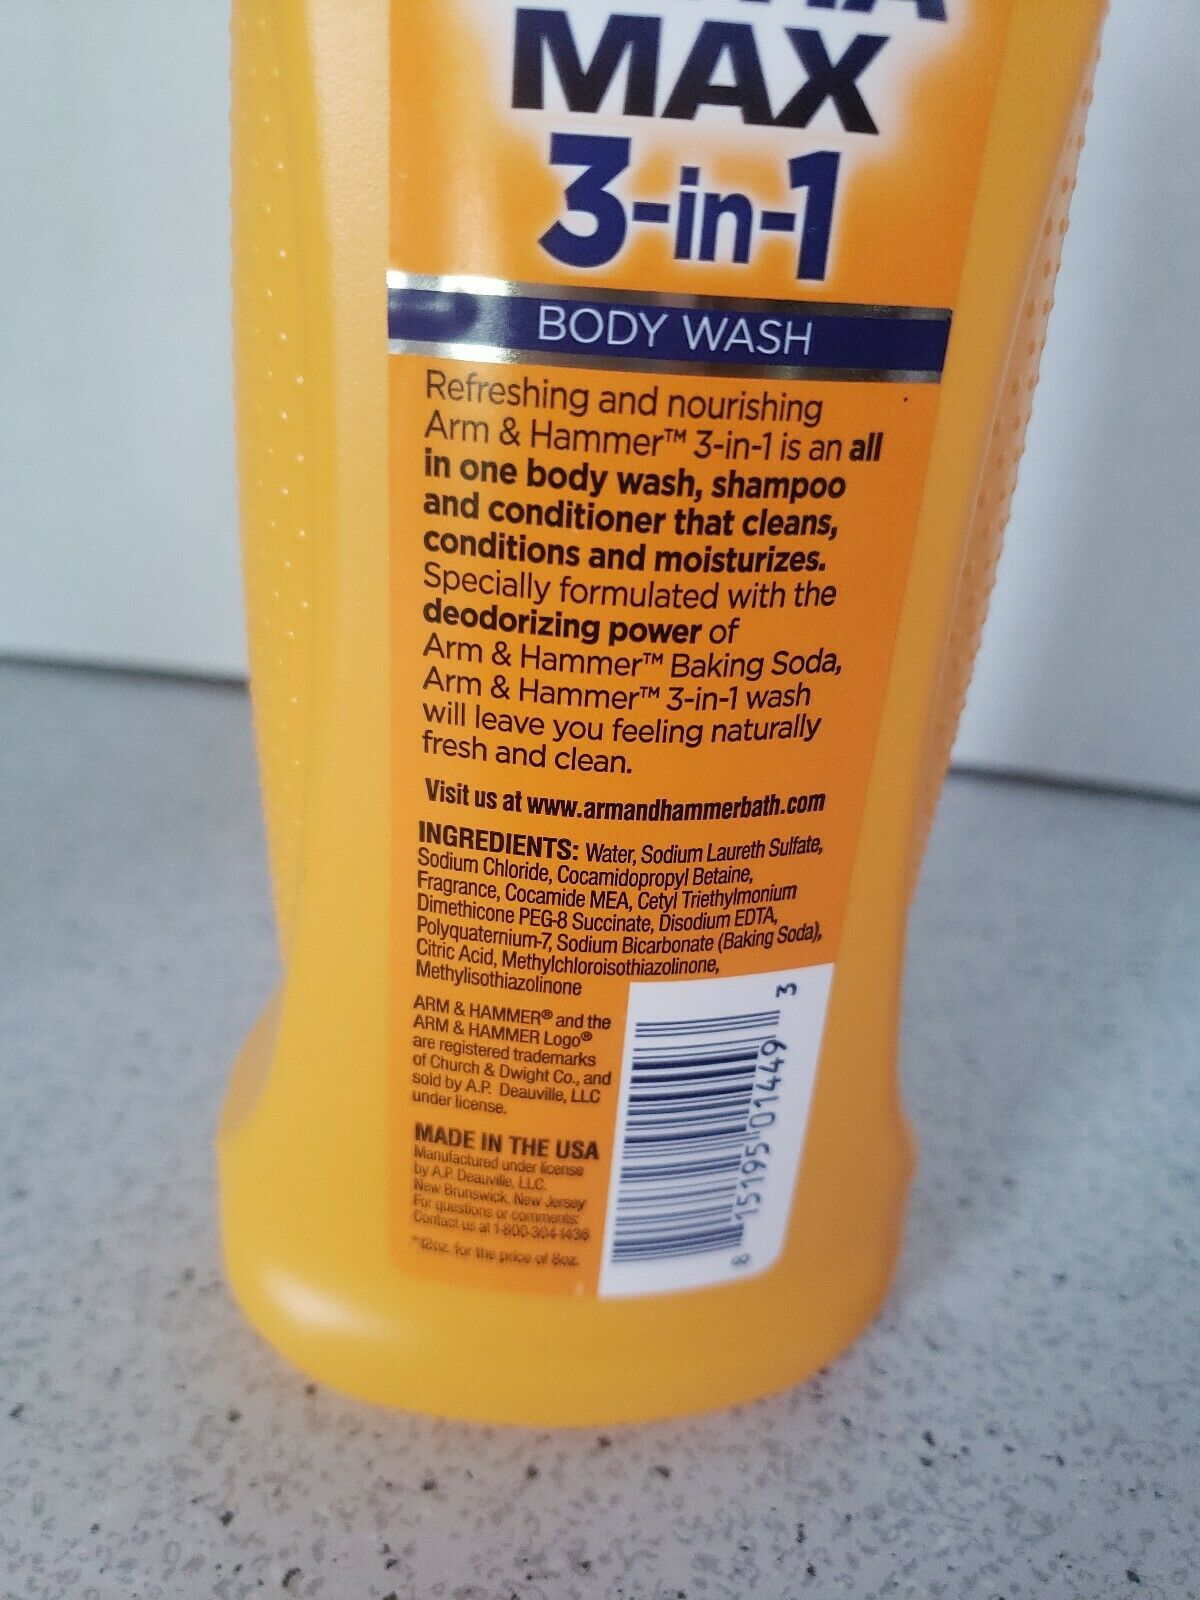 MAX
3-in-1
BODY WASH
Refreshing and nourishing
Arm & Hammer™ 3-in-1 is an all
in one body wash, shampoo
and conditioner that cleans,
conditions and moisturizes.
Specially formulated with the
deodorizing power of
Arm & Hammer™ Baking Soda,
Arm & Hammer™ 3-in-1 wash
will leave you feeling naturally
fresh and clean.
Visit us at www.armandhammerbath.com
INGREDIENTS: Water, Sodium Laureth Sulfate,
Sodium Chloride, Cocamidopropyl Betaine,
Fragrance, Cocamide MEA, Cetyl Triethylmonium
Dimethicone PEG-8 Succinate, Disodium EDTA,
Polyquaternium-7, Sodium Bicarbonate (Baking Soda),
Citric Acid, Methylchloroisothiazolinone,
Methylisothiazolinone
ARM & HAMMER® and the
ARM & HAMMER Logo®
are registered trademarks
of Church & Dwight Co., and
sold by A.P. Deauville, LLC
under license.
MADE IN THE USA
Manufactured under license
by A.P. Deauville, LLC.
New Brunswick, New Jersey
For questions or comments:
Contact us at 1-800-304-1436
*12oz. for the price of 8oz.
8 15195 01449 3